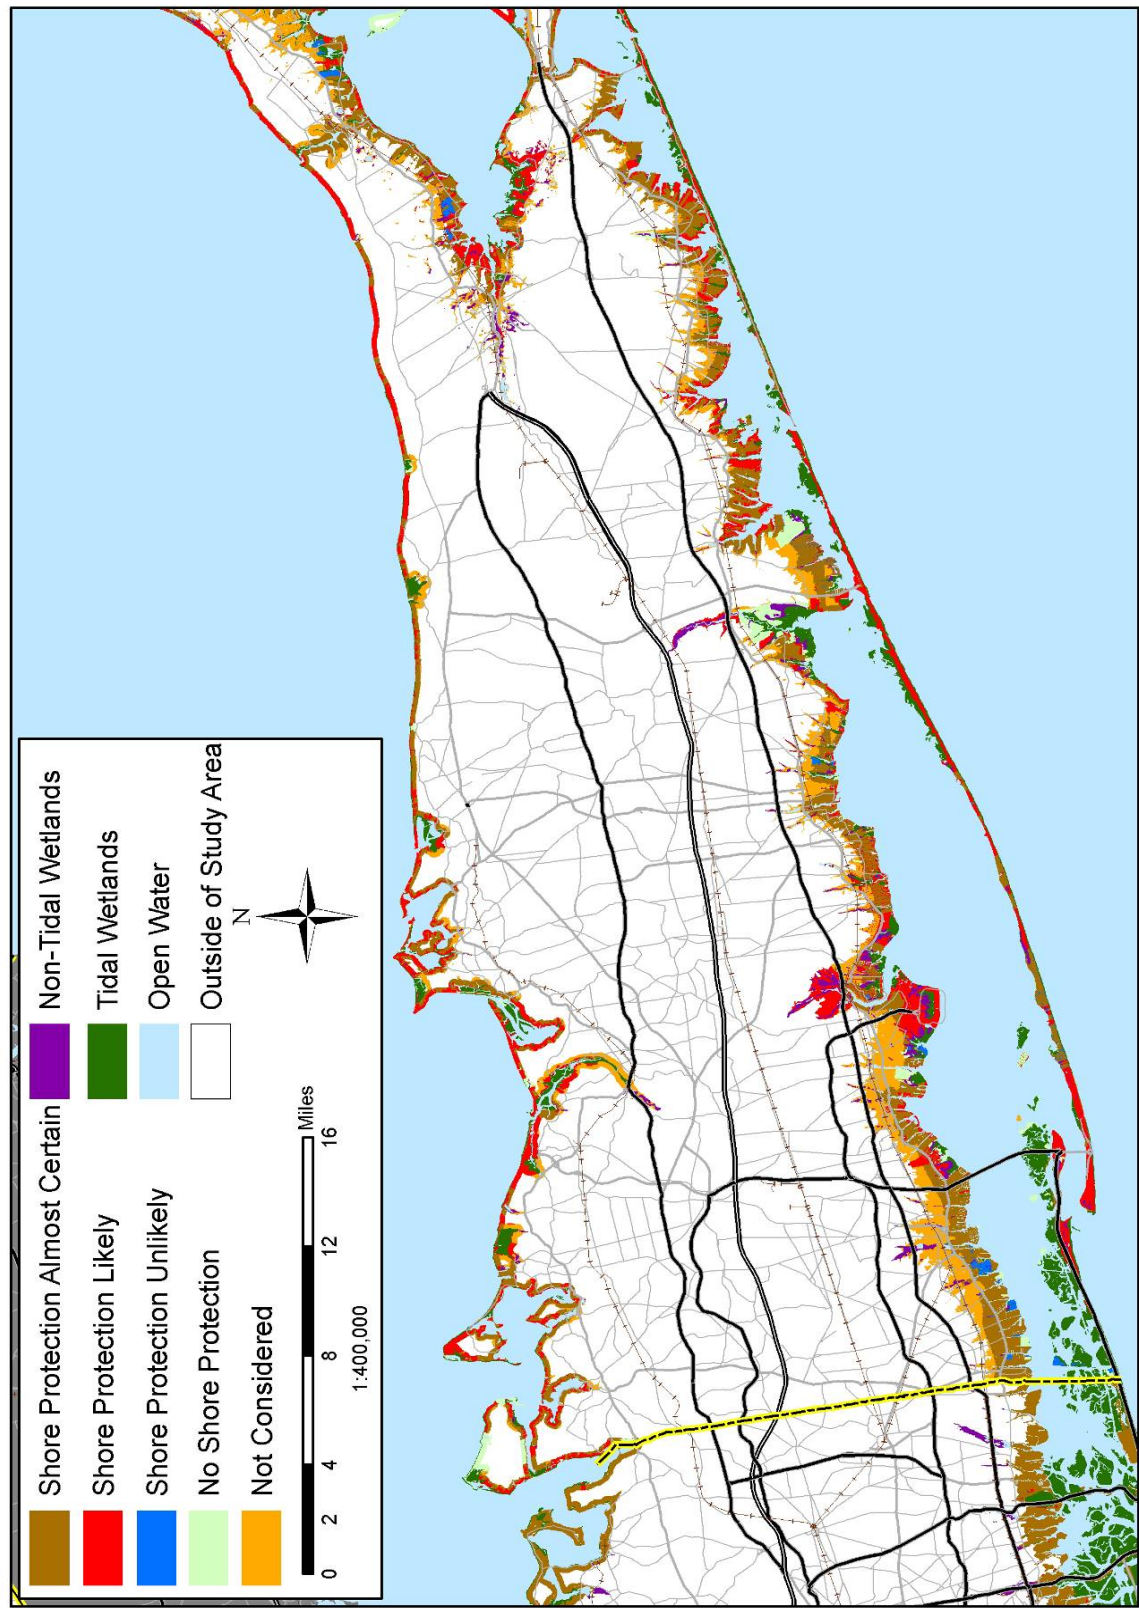 Shore Protection Almost Certain
Shore Protection Likely
Shore Protection Unlikely
No Shore Protection
Not Considered
Non-Tidal Wetlands
Tidal Wetlands
Open Water
Outside of Study Area
N
0 2 4 8 12 16
Miles
1:400,000